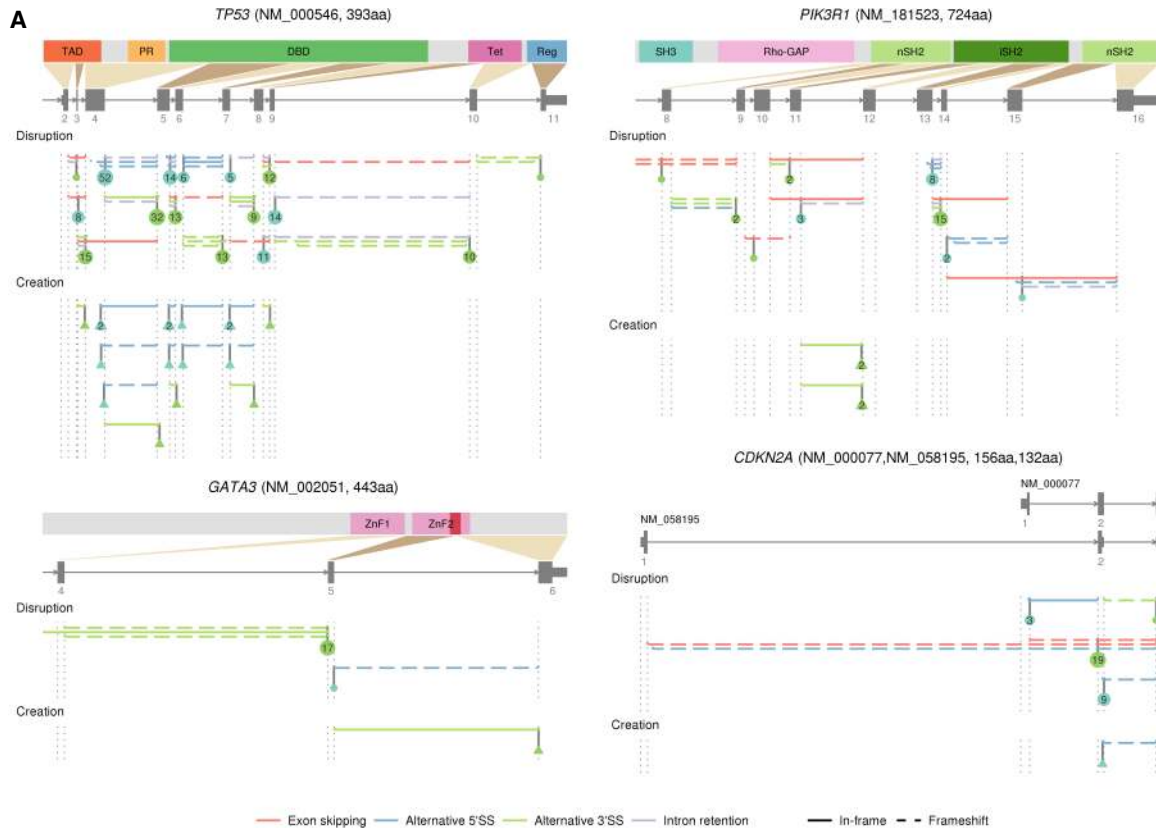 A
TP53 (NM_000546, 393aa)
TAD PR DBD Tet Reg
2 3 4 5 6 7 8 9 10 11
Disruption
52 14 6 5 12
8 32 13 9 14
15 13 11 10
Creation
2 2 2
PIK3R1 (NM_181523, 724aa)
SH3 Rho-GAP nSH2 iSH2 nSH2
8 9 10 11 12 13 14 15 16
Disruption
2 8
2 3 15
2
Creation
2
2
GATA3 (NM_002051, 443aa)
ZnF1 ZnF2
4 5 6
Disruption
17
Creation
CDKN2A (NM_000077,NM_058195, 156aa,132aa)
NM_000077
1 2
NM_058195
1 2
Disruption
3
19
9
Creation
Exon skipping Alternative 5'SS Alternative 3'SS Intron retention In-frame Frameshift